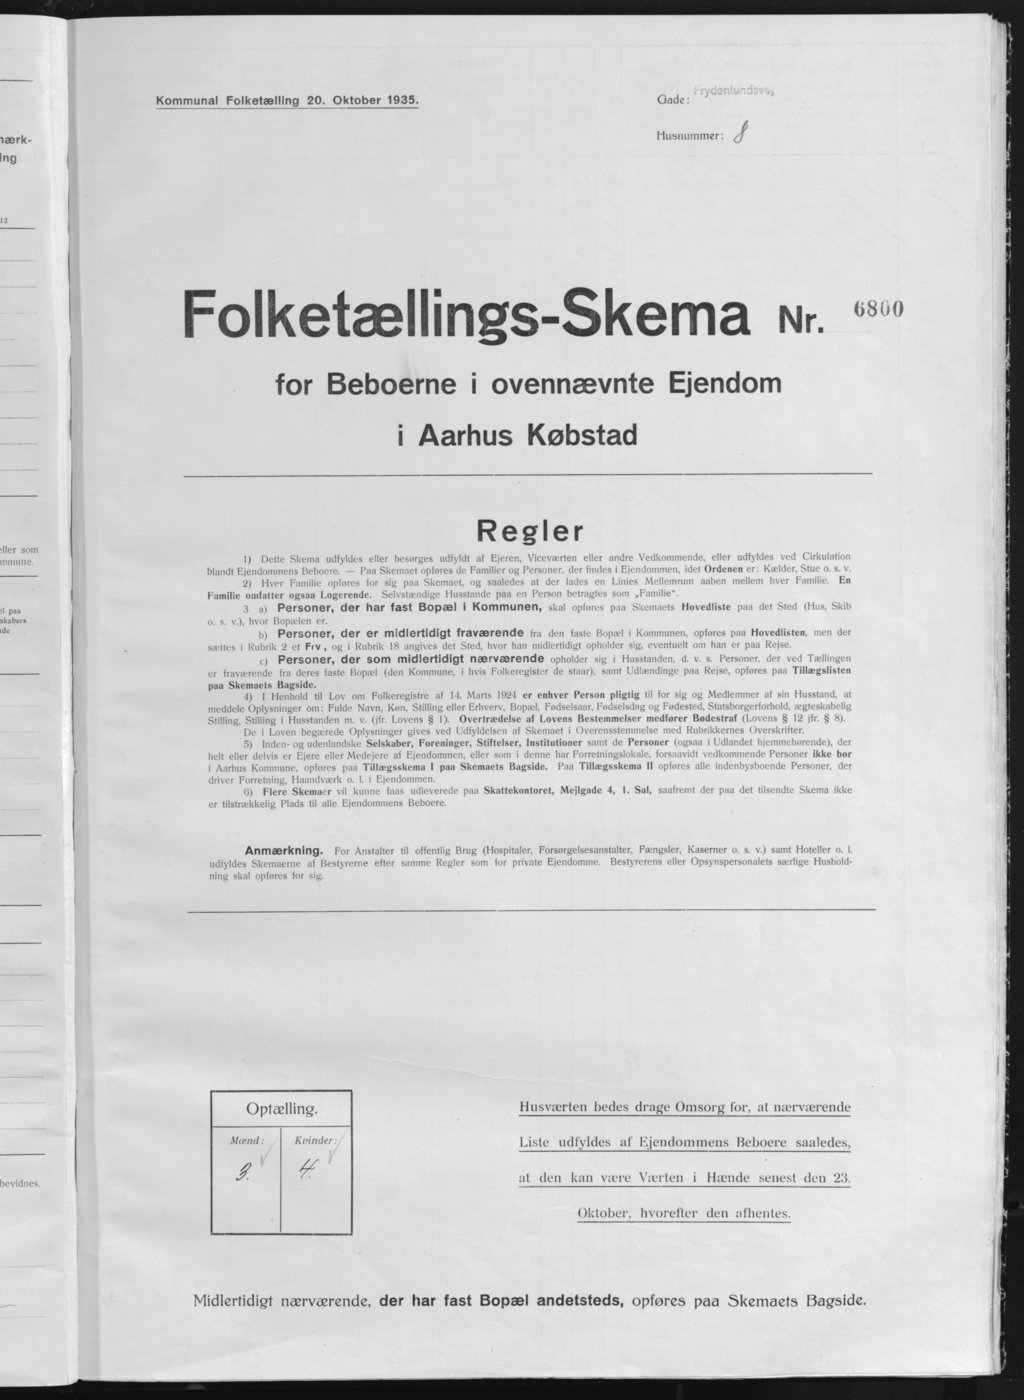 Kommunal Folketælling 20. Oktober 1935.
Gade: Frydenlundsvej
Husnummer: 8
Folketællings-Skema Nr. 6800
for Beboerne i ovennævnte Ejendom
i Aarhus Købstad
Regler
1) Dette Skema udfyldes eller besørges udfyldt af Ejeren, Viceværten eller andre Vedkommende, eller udfyldes ved Cirkulation
blandt Ejendommens Beboere. — Paa Skemaet opføres de Familier og Personer, der findes i Ejendommen, idet Ordenen er: Kælder, Stue o. s. v.
2) Hver Familie opføres for sig paa Skemaet, og saaledes at der lades en Linies Mellemrum aaben mellem hver Familie. En
Familie omfatter ogsaa Logerende. Selvstændige Husstande paa en Person betragtes som „Familie“.
3 a) Personer, der har fast Bopæl i Kommunen, skal opføres paa Skemaets Hovedliste paa det Sted (Hus, Skib
o. s. v.), hvor Bopælen er.
b) Personer, der er midlertidigt fraværende fra den faste Bopæl i Kommunen, opføres paa Hovedlisten, men der
sættes i Rubrik 2 et Frv, og i Rubrik 18 angives det Sted, hvor han midlertidigt opholder sig, eventuelt om han er paa Rejse.
c) Personer, der som midlertidigt nærværende opholder sig i Husstanden, d. v. s. Personer, der ved Tællingen
er fraværende fra deres faste Bopæl (den Kommune, i hvis Folkeregister de staar), samt Udlændinge paa Rejse, opføres paa Tillægslisten
paa Skemaets Bagside.
4) I Henhold til Lov om Folkeregistre af 14. Marts 1924 er enhver Person pligtig til for sig og Medlemmer af sin Husstand, at
meddele Oplysninger om: Fulde Navn, Køn, Stilling eller Erhverv, Bopæl, Fødselsaar, Fødselsdag og Fødested, Statsborgerforhold, ægteskabelig
Stilling, Stilling i Husstanden m. v. (jfr. Lovens § 1). Overtrædelse af Lovens Bestemmelser medfører Bødestraf (Lovens § 12 jfr. § 8).
De i Loven begærede Oplysninger gives ved Udfyldelsen af Skemaet i Overensstemmelse med Rubrikkernes Overskrifter.
5) Inden- og udenlandske Selskaber, Foreninger, Stiftelser, Institutioner samt de Personer (ogsaa i Udlandet hjemmehørende), der
helt eller delvis er Ejere eller Medejere af Ejendommen, eller som i denne har Forretningslokale, forsaavidt vedkommende Personer ikke bor
i Aarhus Kommune, opføres paa Tillægsskema I paa Skemaets Bagside. Paa Tillægsskema II opføres alle indenbysboende Personer, der
driver Forretning, Haandværk o. l. i Ejendommen.
6) Flere Skemaer vil kunne faas udleverede paa Skattekontoret, Mejlgade 4, 1. Sal, saafremt der paa det tilsendte Skema ikke
er tilstrækkelig Plads til alle Ejendommens Beboere.
Anmærkning. For Anstalter til offentlig Brug (Hospitaler, Forsørgelsesanstalter, Fængsler, Kaserner o. s. v.) samt Hoteller o. l.
udfyldes Skemaerne af Bestyrerne efter samme Regler som for private Ejendomme. Bestyrerens eller Opsynspersonalets særlige Hushold-
ning skal opføres for sig.
Optælling.
Mænd: Kvinder:
3. 4.
Husværten bedes drage Omsorg for, at nærværende
Liste udfyldes af Ejendommens Beboere saaledes,
at den kan være Værten i Hænde senest den 23.
Oktober, hvorefter den afhentes.
Midlertidigt nærværende, der har fast Bopæl andetsteds, opføres paa Skemaets Bagside.